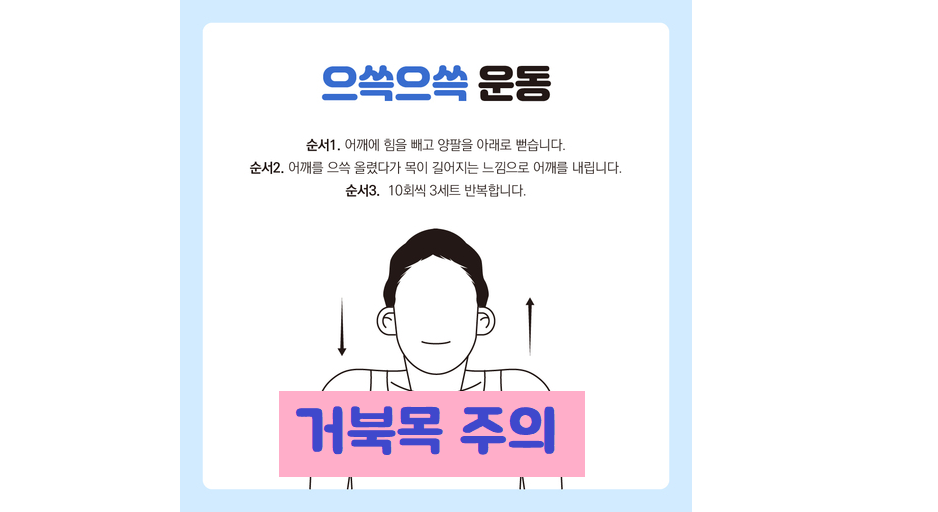 으쓱으쓱 운동
순서1. 어깨에 힘을 빼고 양팔을 아래로 뻗습니다.
순서2. 어깨를 으쓱 올렸다가 목이 길어지는 느낌으로 어깨를 내립니다.
순서3. 10회씩 3세트 반복합니다.
거북목 주의